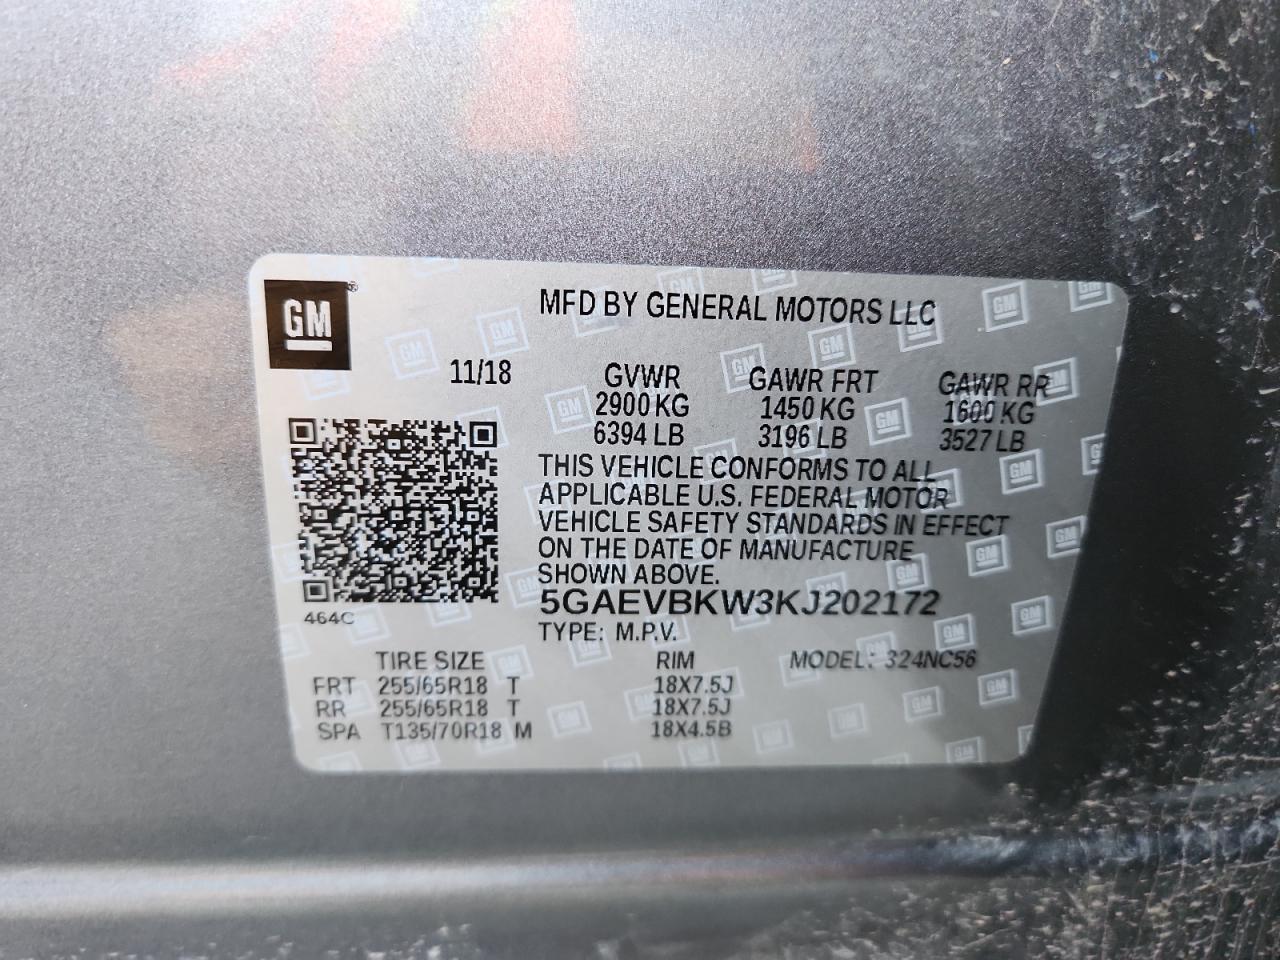 GM®
MFD BY GENERAL MOTORS LLC
11/18 GVWR GAWR FRT GAWR RR
2900 KG 1450 KG 1600 KG
6394 LB 3196 LB 3527 LB
THIS VEHICLE CONFORMS TO ALL
APPLICABLE U.S. FEDERAL MOTOR
VEHICLE SAFETY STANDARDS IN EFFECT
ON THE DATE OF MANUFACTURE
SHOWN ABOVE.
464C 5GAEVBKW3KJ202172
TYPE: M.P.V.
TIRE SIZE RIM MODEL: 324NC56
FRT 255/65R18 T 18X7.5J
RR 255/65R18 T 18X7.5J
SPA T135/70R18 M 18X4.5B